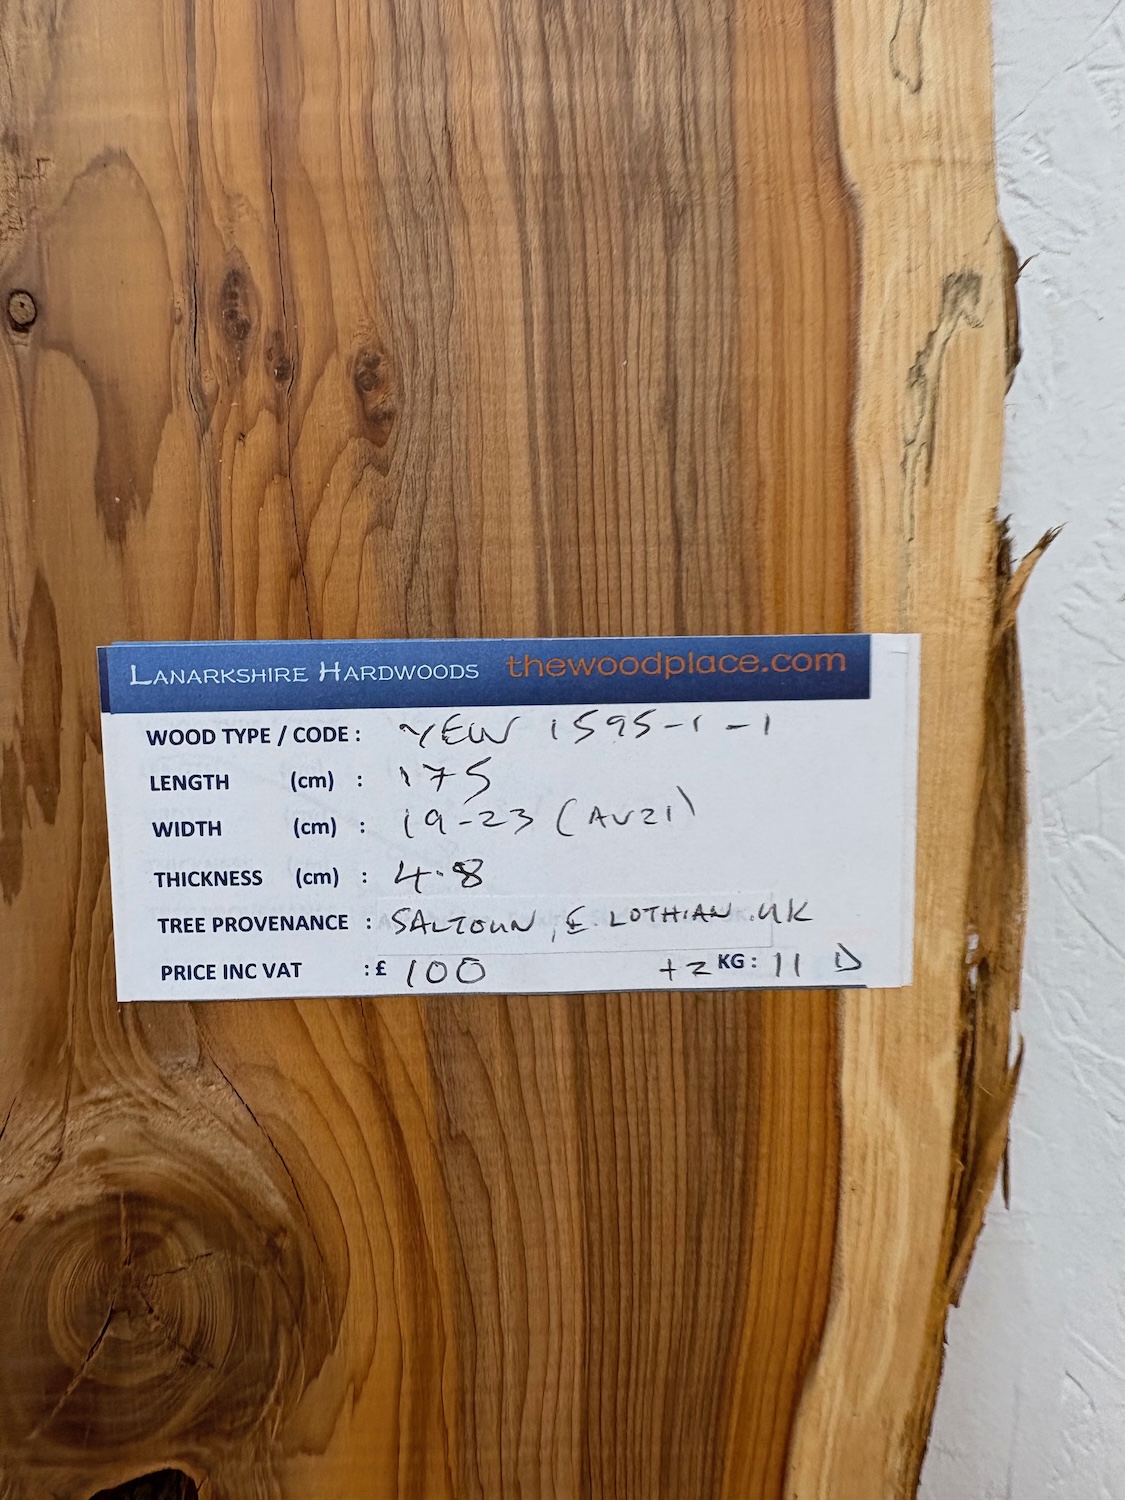 LANARKSHIRE HARDWOODS thewoodplace.com
WOOD TYPE / CODE : YEW 1595-1-1
LENGTH (cm) : 175
WIDTH (cm) : 19-23 (AV21)
THICKNESS (cm) : 4.8
TREE PROVENANCE : SALTOUN, E. LOTHIAN. UK
PRICE INC VAT :£ 100 +2 KG: 11 D